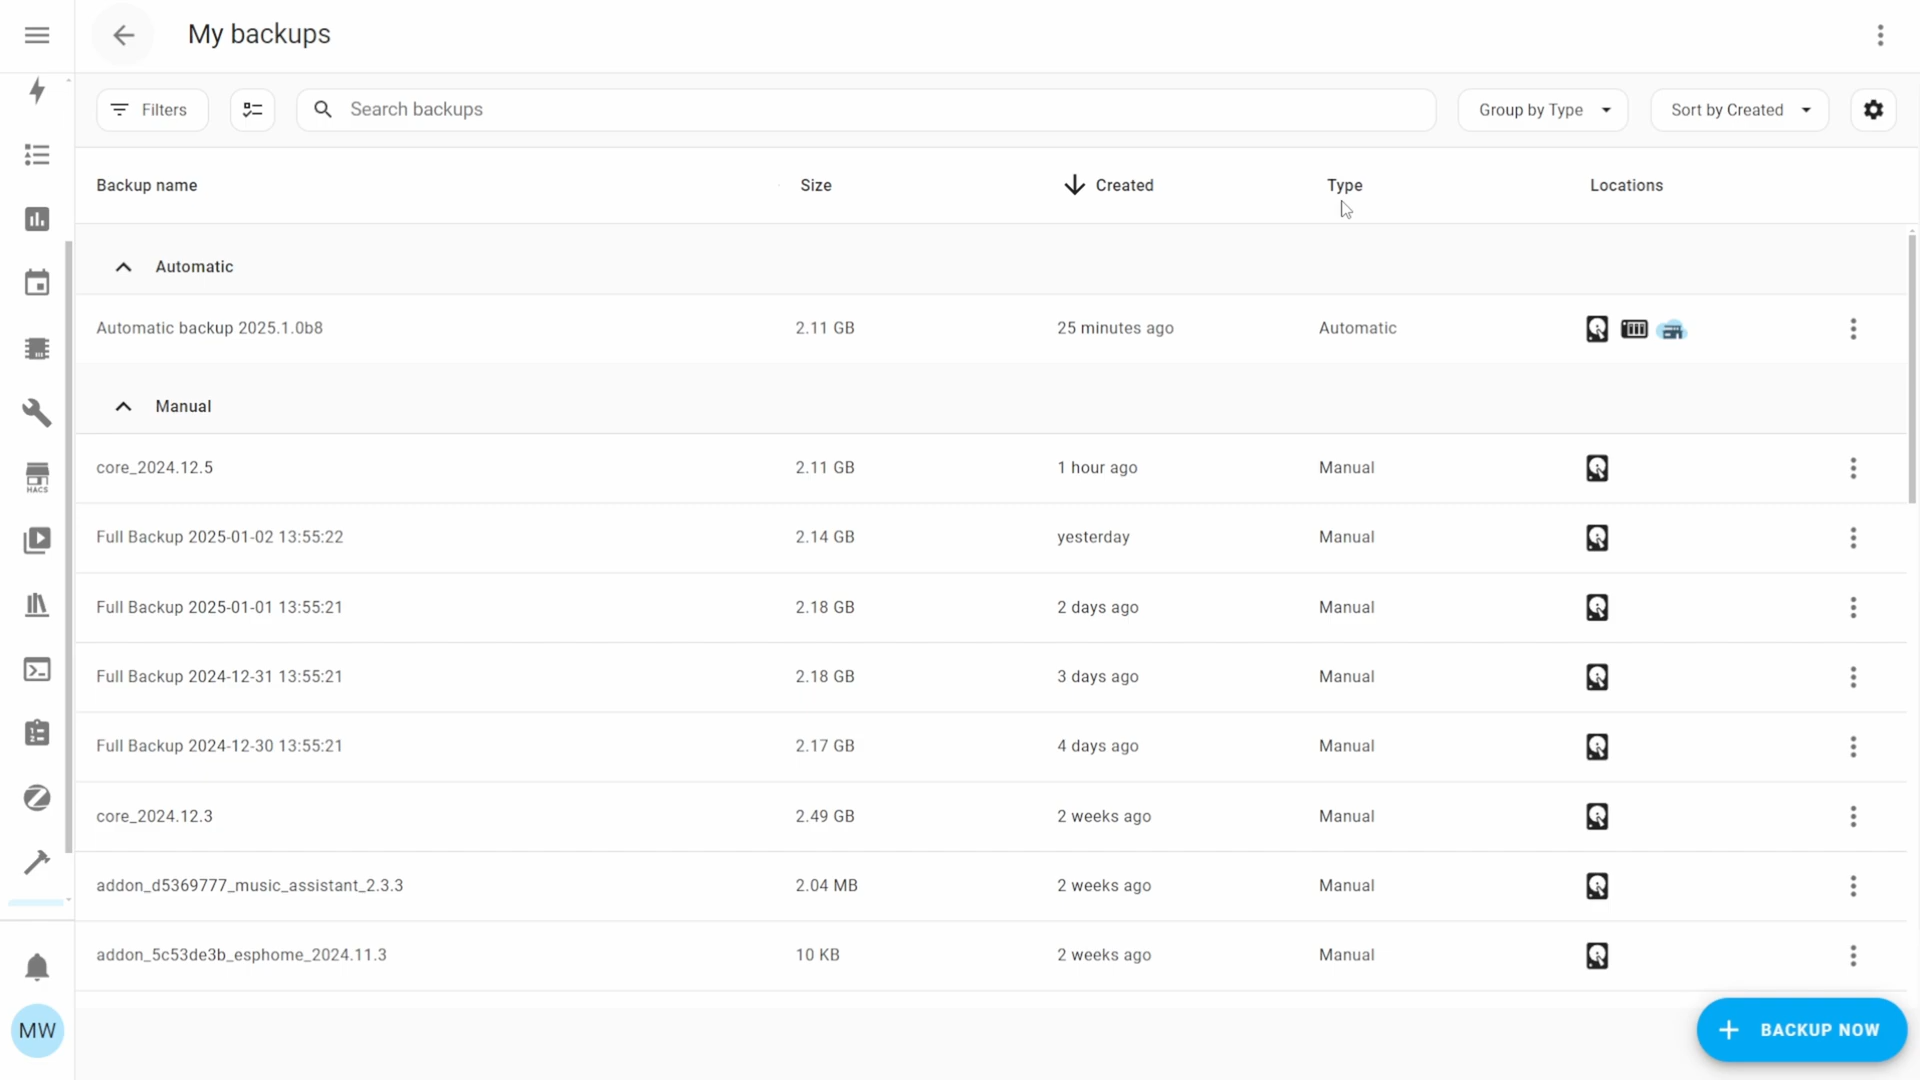 My backups
Filters
Search backups
Group by Type
Sort by Created
Backup name Size Created Type Locations
Automatic
Automatic backup 2025.1.0b8 2.11 GB 25 minutes ago Automatic
Manual
core_2024.12.5 2.11 GB 1 hour ago Manual
HACS
Full Backup 2025-01-02 13:55:22 2.14 GB yesterday Manual
Full Backup 2025-01-01 13:55:21 2.18 GB 2 days ago Manual
Full Backup 2024-12-31 13:55:21 2.18 GB 3 days ago Manual
Full Backup 2024-12-30 13:55:21 2.17 GB 4 days ago Manual
core_2024.12.3 2.49 GB 2 weeks ago Manual
addon_d5369777_music_assistant_2.3.3 2.04 MB 2 weeks ago Manual
addon_5c53de3b_esphome_2024.11.3 10 KB 2 weeks ago Manual
MW
BACKUP NOW